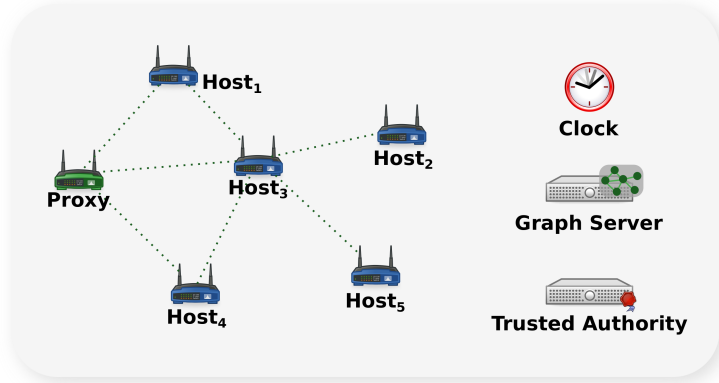 Host₁
Clock
Host₂
Host₃
Proxy
Graph Server
Host₅
Host₄
Trusted Authority